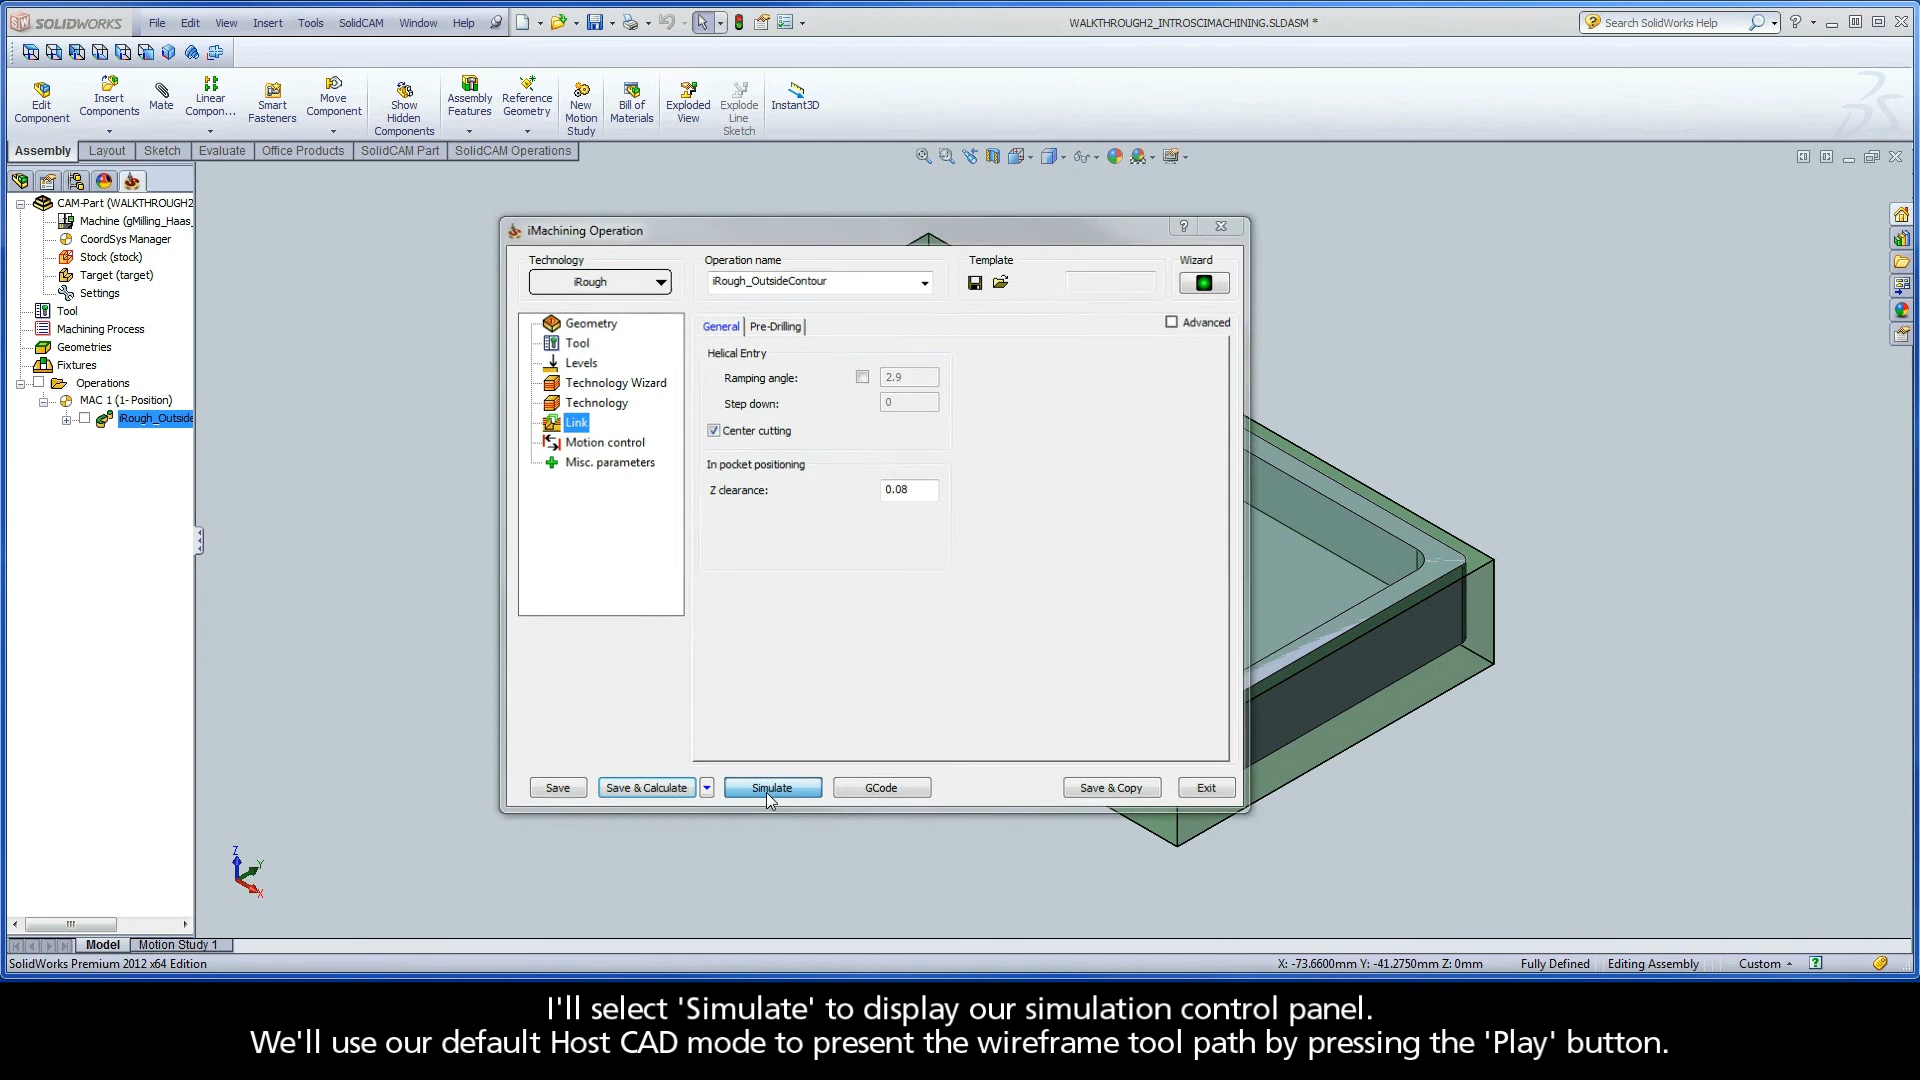 SOLIDWORKS
File Edit View Insert Tools SolidCAM Window Help
WALKTHROUGH2_INTROSCIMACHINING.SLDASM *
Search SolidWorks Help
Edit Component
Insert Components
Mate
Linear Compon...
Smart Fasteners
Move Component
Show Hidden Components
Assembly Features
Reference Geometry
New Motion Study
Bill of Materials
Exploded View
Explode Line Sketch
Instant3D
Assembly Layout Sketch Evaluate Office Products SolidCAM Part SolidCAM Operations
CAM-Part (WALKTHROUGH2
Machine (gMilling_Haas_
CoordSys Manager
Stock (stock)
Target (target)
Settings
Tool
Machining Process
Geometries
Fixtures
Operations
MAC 1 (1- Position)
iRough_Outside
iMachining Operation
Technology
iRough
Operation name
iRough_OutsideContour
Template
Wizard
Geometry
Tool
Levels
Technology Wizard
Technology
Link
Motion control
Misc. parameters
General Pre-Drilling
Advanced
Helical Entry
Ramping angle: 2.9
Step down: 0
Center cutting
In pocket positioning
Z clearance: 0.08
Save Save & Calculate Simulate GCode Save & Copy Exit
Z
Y
X
Model Motion Study 1
SolidWorks Premium 2012 x64 Edition
X: -73.6600mm Y: -41.2750mm Z: 0mm Fully Defined Editing Assembly Custom
I'll select 'Simulate' to display our simulation control panel.
We'll use our default Host CAD mode to present the wireframe tool path by pressing the 'Play' button.